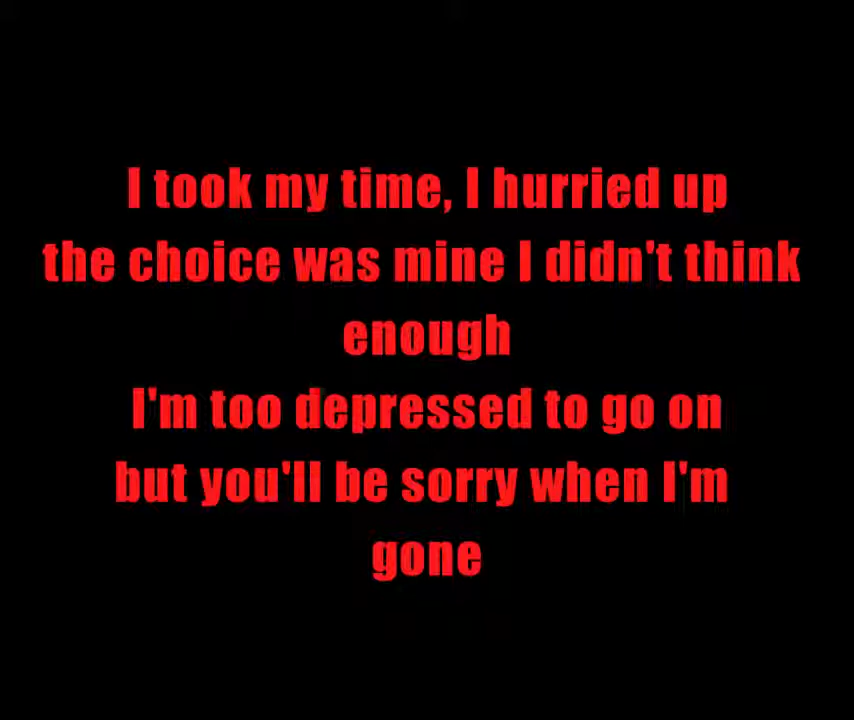 I took my time, I hurried up
the choice was mine I didn't think
enough
I'm too depressed to go on
but you'll be sorry when I'm
gone